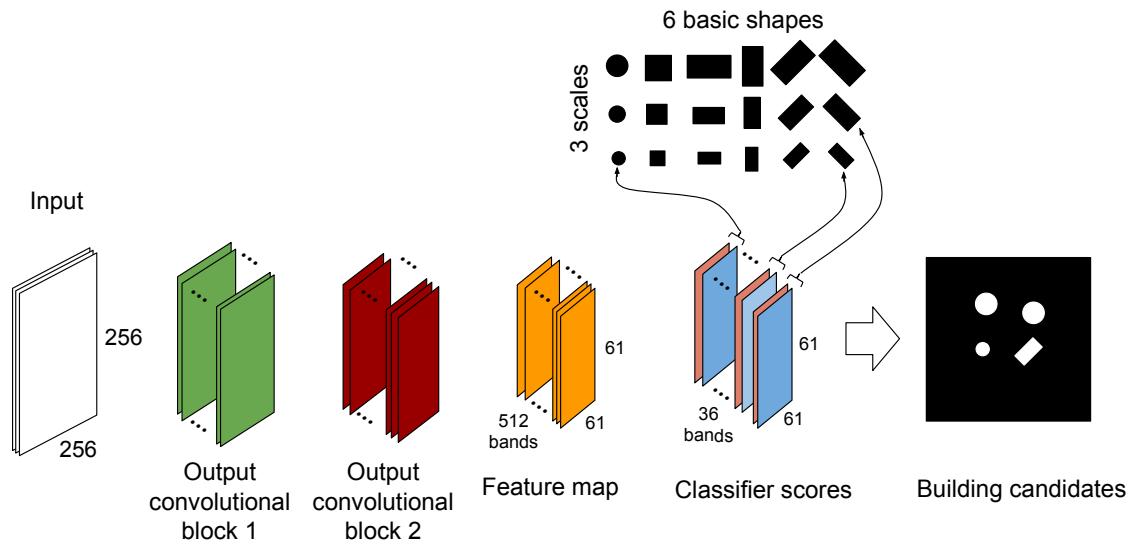 6 basic shapes
3 scales
Input
256
256
Output
convolutional
block 1
Output
convolutional
block 2
512
bands
61
61
Feature map
36
bands
61
61
Classifier scores
Building candidates